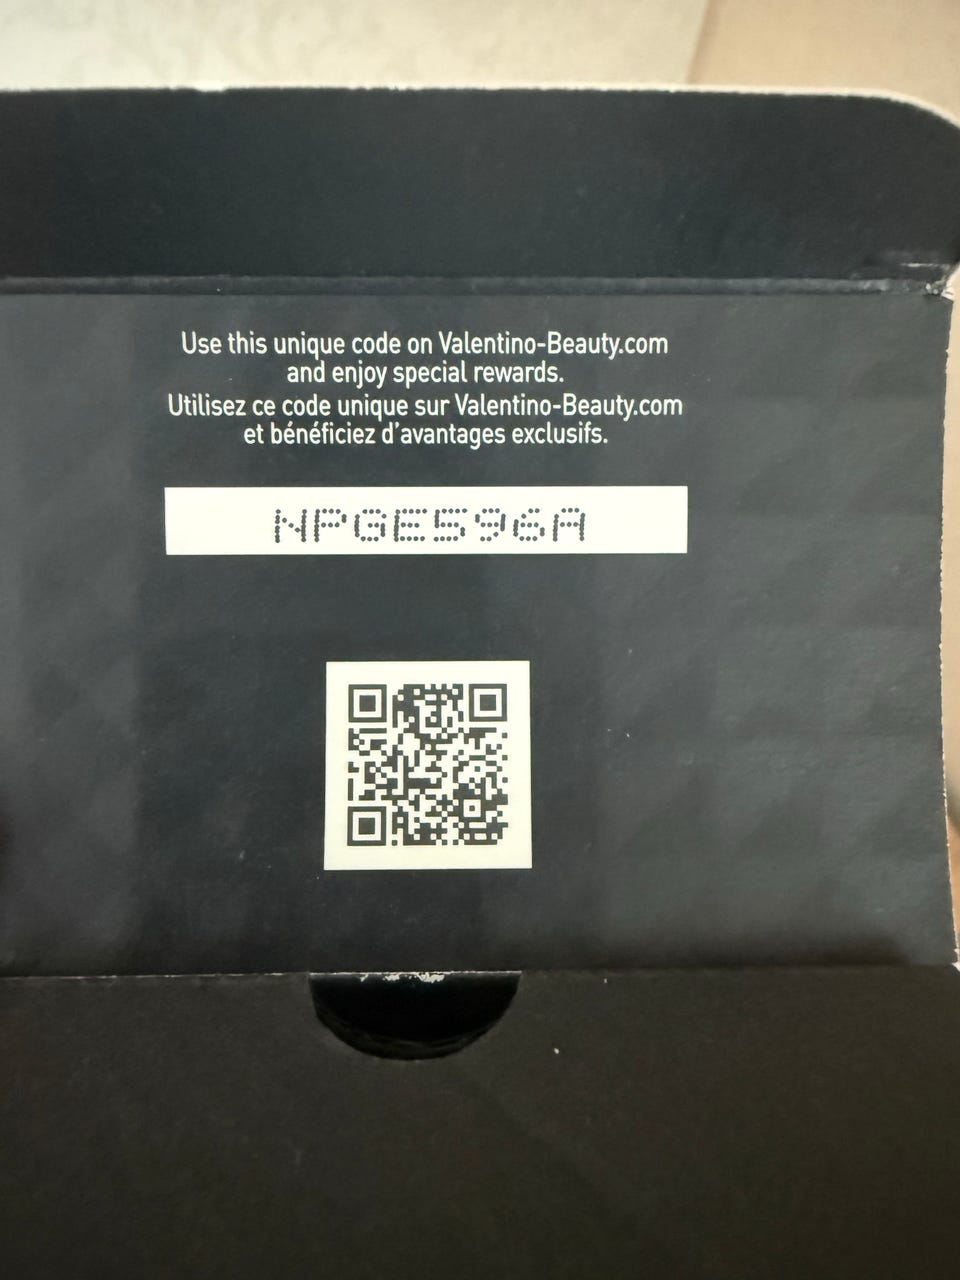 Use this unique code on Valentino-Beauty.com
and enjoy special rewards.
Utilisez ce code unique sur Valentino-Beauty.com
et bénéficiez d'avantages exclusifs.
NPGE596A